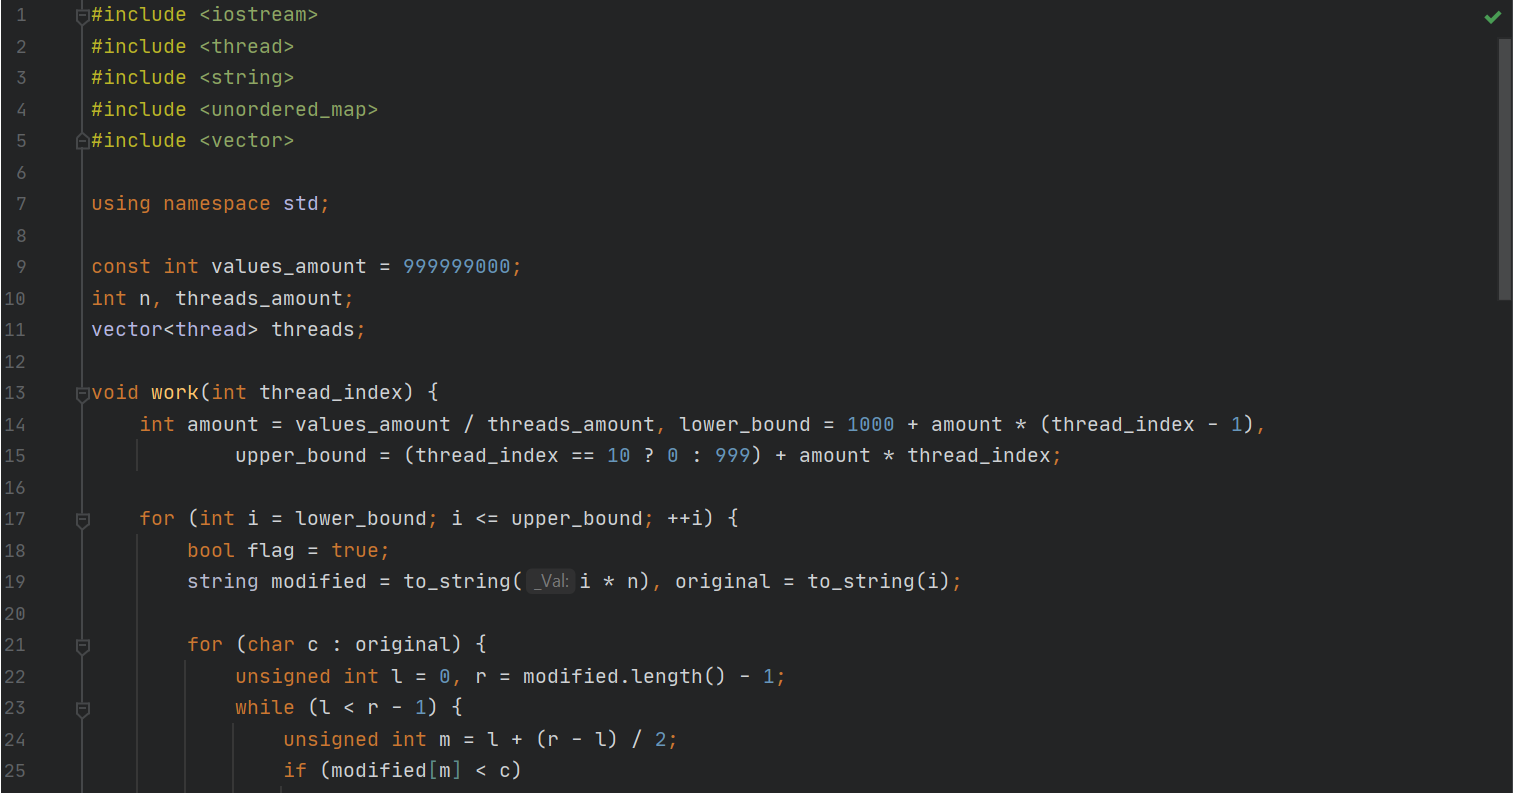 1 #include <iostream>
2 #include <thread>
3 #include <string>
4 #include <unordered_map>
5 #include <vector>
6
7 using namespace std;
8
9 const int values_amount = 999999000;
10 int n, threads_amount;
11 vector<thread> threads;
12
13 void work(int thread_index) {
14     int amount = values_amount / threads_amount, lower_bound = 1000 + amount * (thread_index - 1),
15             upper_bound = (thread_index == 10 ? 0 : 999) + amount * thread_index;
16
17     for (int i = lower_bound; i <= upper_bound; ++i) {
18         bool flag = true;
19         string modified = to_string( _Val: i * n), original = to_string(i);
20
21         for (char c : original) {
22             unsigned int l = 0, r = modified.length() - 1;
23             while (l < r - 1) {
24                 unsigned int m = l + (r - l) / 2;
25                 if (modified[m] < c)